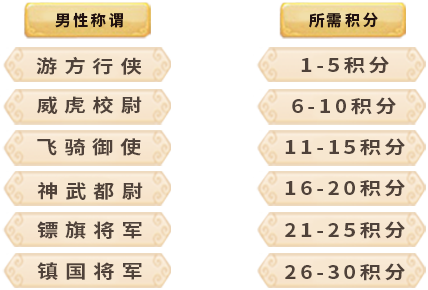 男性称谓 所需积分
游方行侠 1-5积分
威虎校尉 6-10积分
飞骑御使 11-15积分
神武都尉 16-20积分
镖旗将军 21-25积分
镇国将军 26-30积分